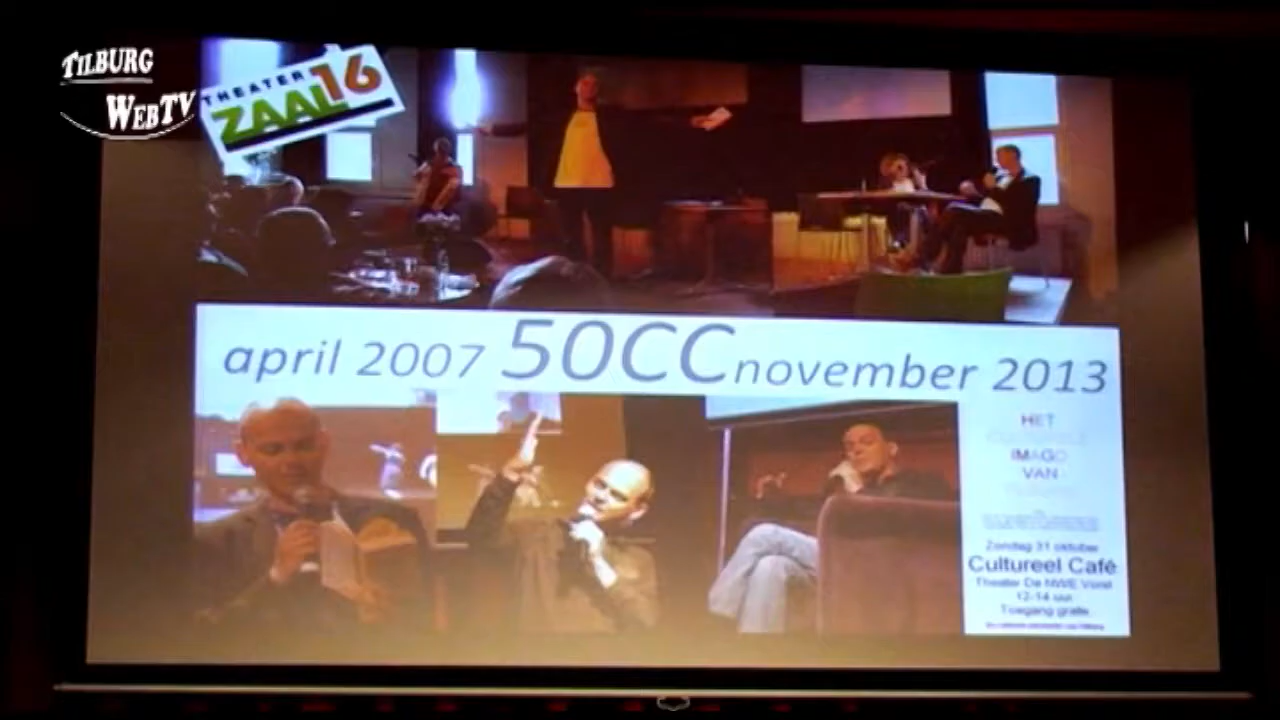 TILBURG
WEBTV
THEATER
ZAAL16
april 2007 50CC november 2013
HET
IMAGO
VAN
Zondag 31 oktober
Cultureel Café
Theater De NWE Vorst
12-14 uur
Toegang gratis